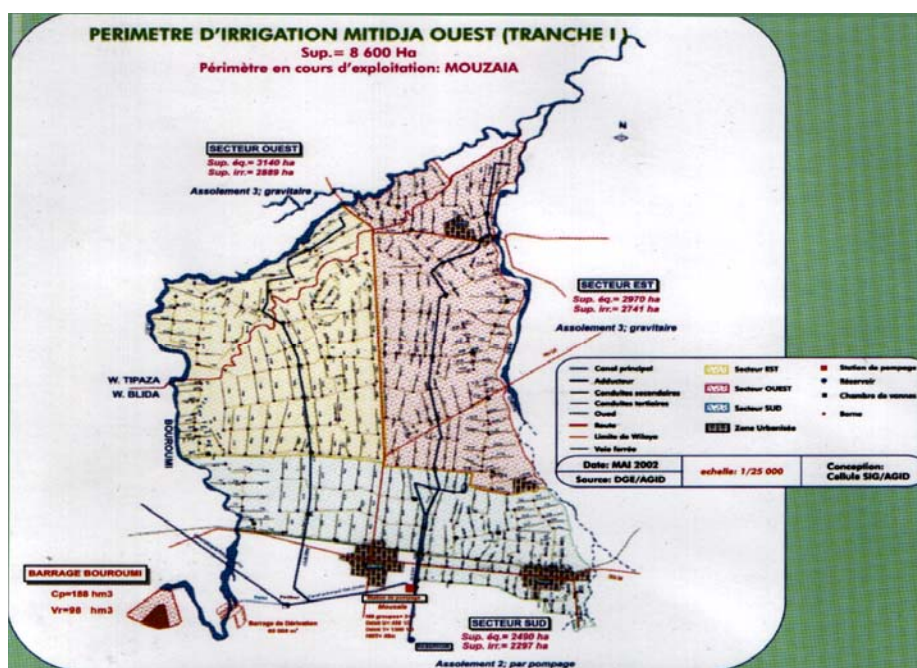 PERIMETRE D'IRRIGATION MITIDJA OUEST (TRANCHE I )
Sup.= 8 600 Ha
Périmètre en cours d'exploitation: MOUZAIA
N
SECTEUR OUEST
Sup. éq.= 3140 ha
Sup. irr.= 2889 ha
Assolement 3; gravitaire
SECTEUR EST
Sup. éq.= 2970 ha
Sup. irr.= 2741 ha
Assolement 3; gravitaire
W. TIPAZA
W. BLIDA
BOUROUMI
Canal principal
Adducteur
Conduites secondaires
Conduites tertiaires
Oued
Route
Limite de Wilaya
Voie ferrée
Secteur EST
Secteur OUEST
Secteur SUD
Zone Urbanisée
Station de pompage
Réservoir
Chambre de vannes
Borne
Date: MAI 2002
Source: DGE/AGID
echelle: 1/25 000
Conception:
Cellule SIG/AGID
BARRAGE BOUROUMI
Cp=188 hm3
Vr=98 hm3
Barrage de Dérivation
Station de pompage
Mouzaia
SECTEUR SUD
Sup. éq.= 2490 ha
Sup. irr.= 2297 ha
Assolement 2; par pompage